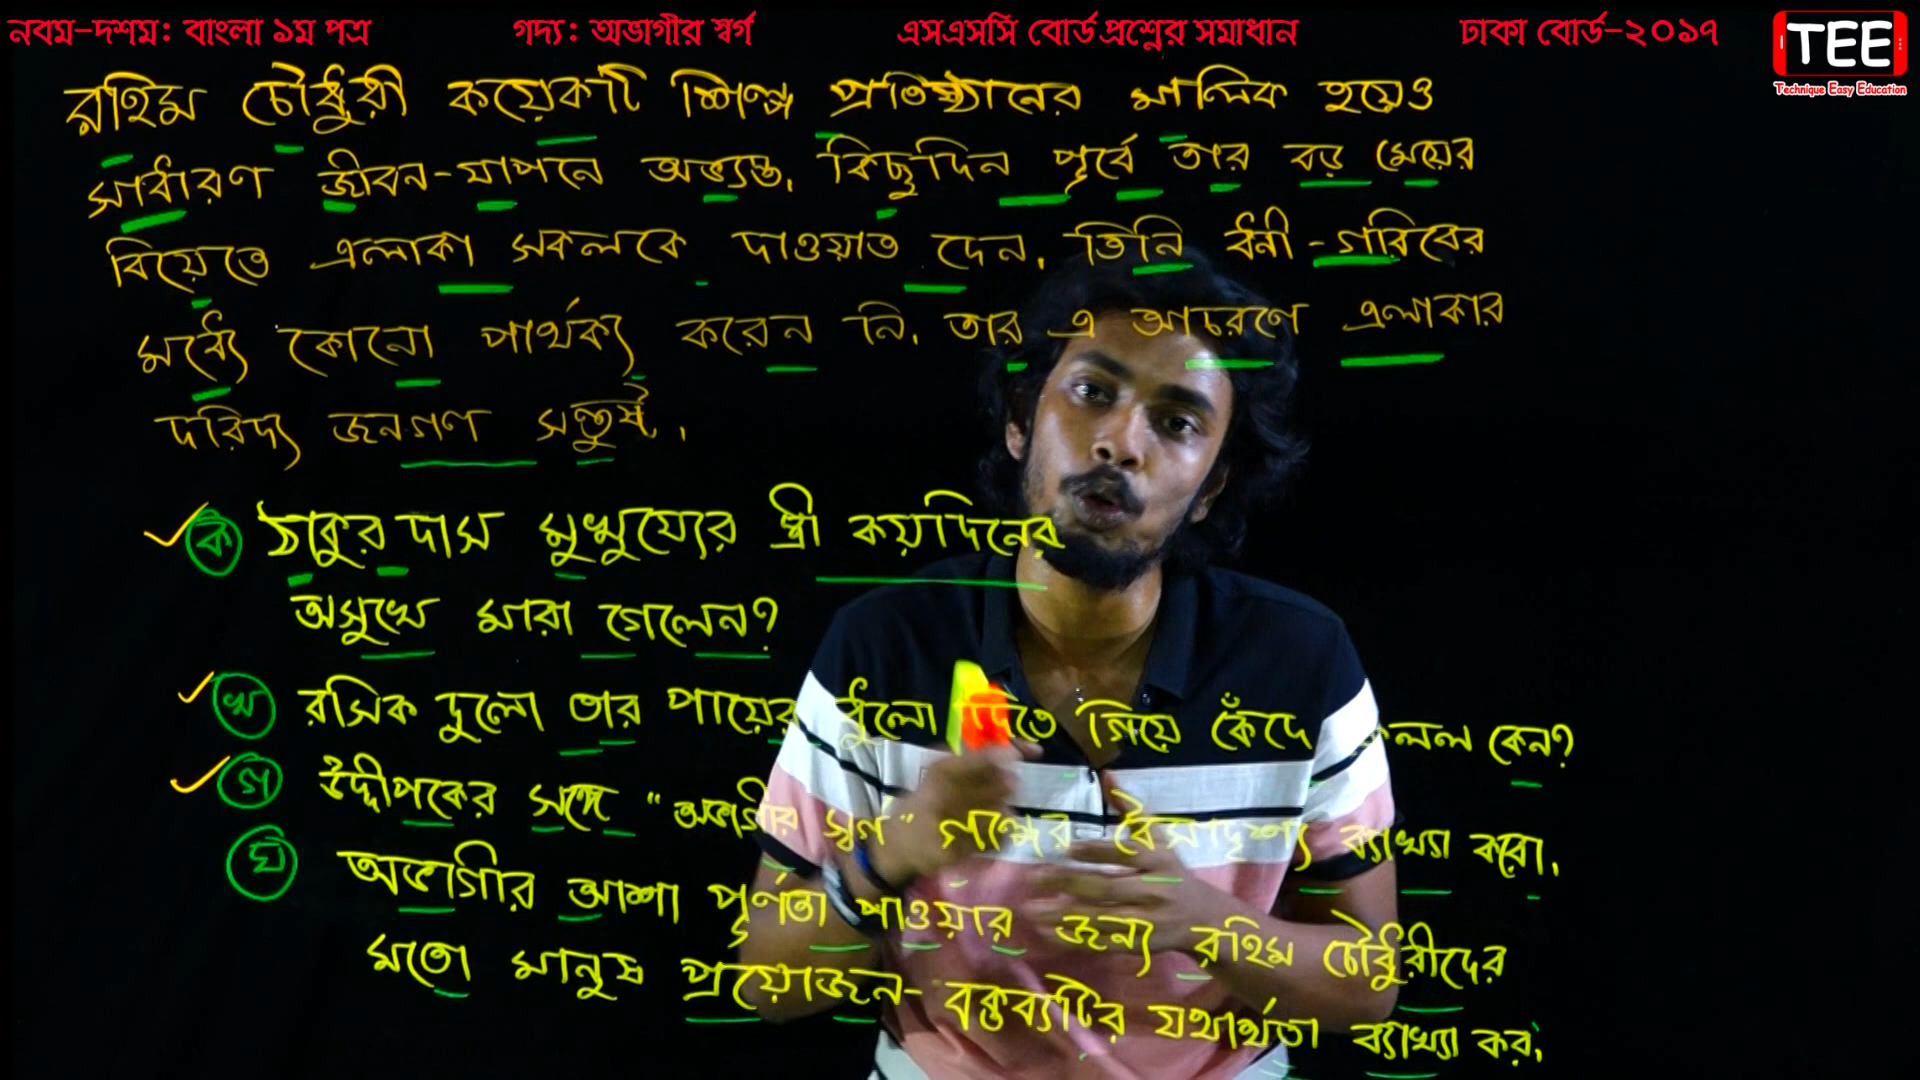 নবম-দশম: বাংলা ১ম পত্র গদ্য: অভাগীর স্বর্গ এসএসসি বোর্ড প্রশ্নের সমাধান ঢাকা বোর্ড-২০১৭
TEE
Technique Easy Education
রহিম চৌধুরী কয়েকটি শিল্প প্রতিষ্ঠানের মালিক হয়েও
সাধারণ জীবন-যাপনে অভ্যস্ত. কিছুদিন পূর্বে তার বড় মেয়ের
বিয়েতে এলাকা সকলকে দাওয়াত দেন. তিনি ধনী-গরিবের
মধ্যে কোনো পার্থক্য করেন নি. তার এ আচরণে এলাকার
দরিদ্য জনগণ সন্তুষ্ট.
ক ঠাকুর দাস মুখুয্যের স্ত্রী কয়দিনের
অসুখে মারা গেলেন?
খ রসিক দুলো তার পায়ের ধুলো দিতে গিয়ে কেঁদে ফেলল কেন?
গ উদ্দীপকের সঙ্গে "অভাগীর স্বর্গ" গল্পের বৈসাদৃশ্য ব্যাখ্যা করো.
ঘ অভাগীর আশা পূর্ণতা পাওয়ার জন্য রহিম চৌধুরীদের
মতো মানুষ প্রয়োজন- বক্তব্যটির যথার্থতা ব্যাখ্যা কর.